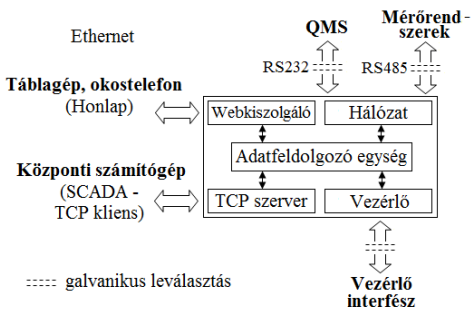 Ethernet
QMS
Mérőrend-
szerek
RS232
RS485
Táblagép, okostelefon
(Honlap)
Webkiszolgáló
Hálózat
Adatfeldolgozó egység
Központi számítógép
(SCADA -
TCP kliens)
TCP szerver
Vezérlő
galvanikus leválasztás
Vezérlő
interfész